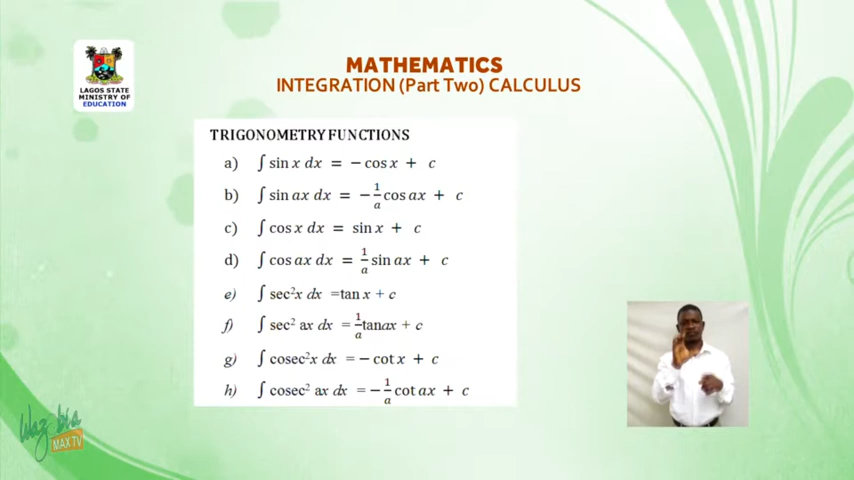 LAGOS STATE
MINISTRY OF
EDUCATION
MATHEMATICS
INTEGRATION (Part Two) CALCULUS
TRIGONOMETRY FUNCTIONS
a) ∫ sin x dx = − cos x + c
b) ∫ sin ax dx = − 1/a cos ax + c
c) ∫ cos x dx = sin x + c
d) ∫ cos ax dx = 1/a sin ax + c
e) ∫ sec²x dx =tan x + c
f) ∫ sec² ax dx = 1/a tanax + c
g) ∫ cosec²x dx = − cot x + c
h) ∫ cosec² ax dx = − 1/a cot ax + c
Wazobia
MAX TV